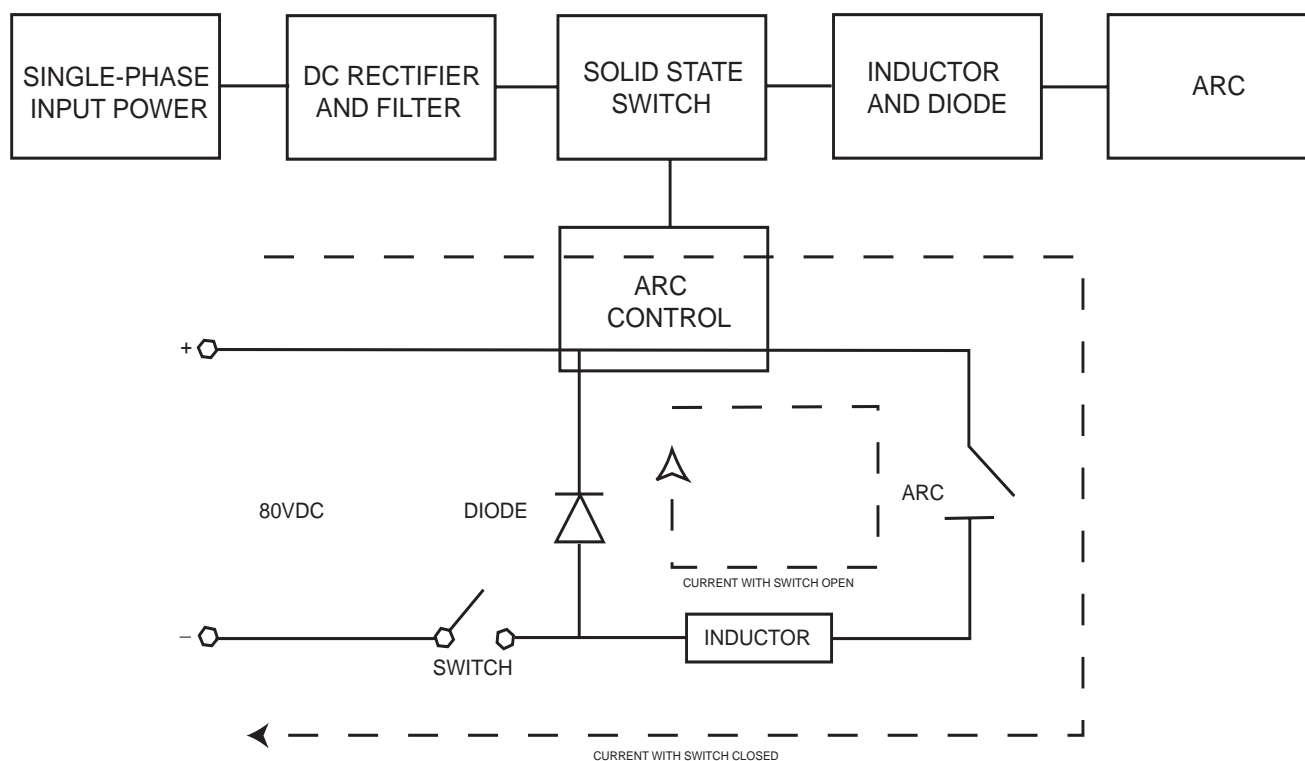 SINGLE-PHASE
INPUT POWER
DC RECTIFIER
AND FILTER
SOLID STATE
SWITCH
INDUCTOR
AND DIODE
ARC
ARC
CONTROL
+
80VDC
DIODE
ARC
CURRENT WITH SWITCH OPEN
–
SWITCH
INDUCTOR
CURRENT WITH SWITCH CLOSED